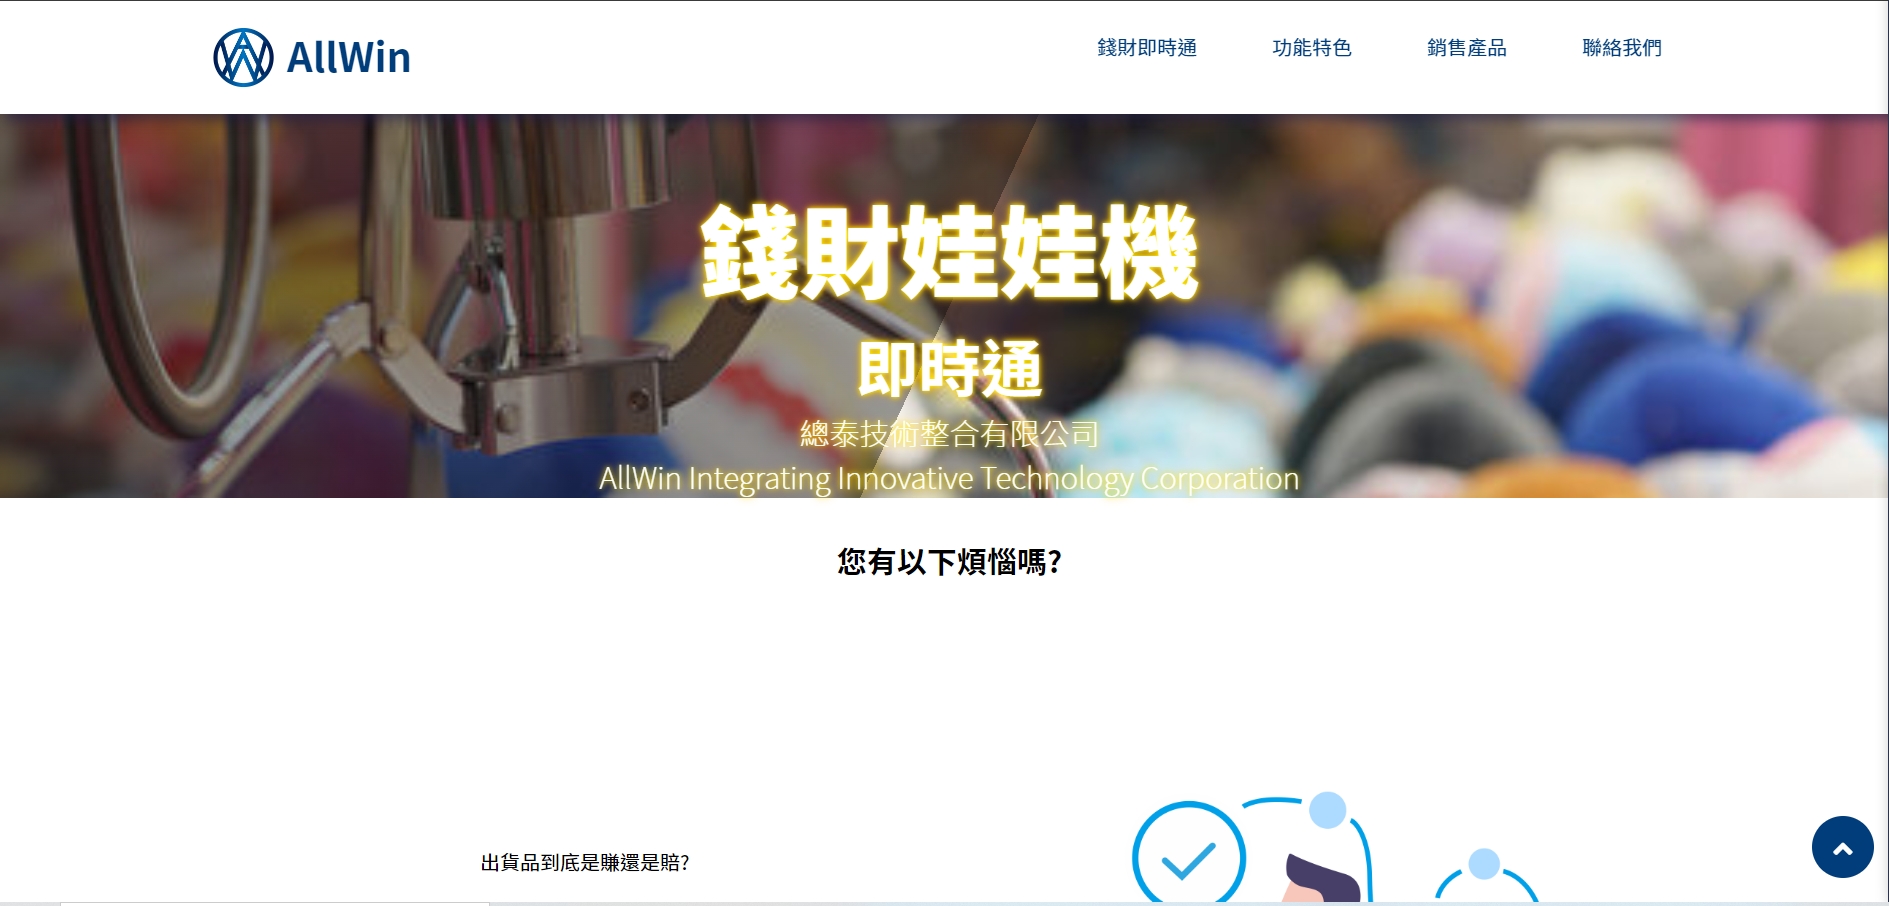 AllWin
錢財即時通 功能特色 銷售產品 聯絡我們
錢財娃娃機
即時通
總泰技術整合有限公司
AllWin Integrating Innovative Technology Corporation
您有以下煩惱嗎?
出貨品到底是賺還是賠?